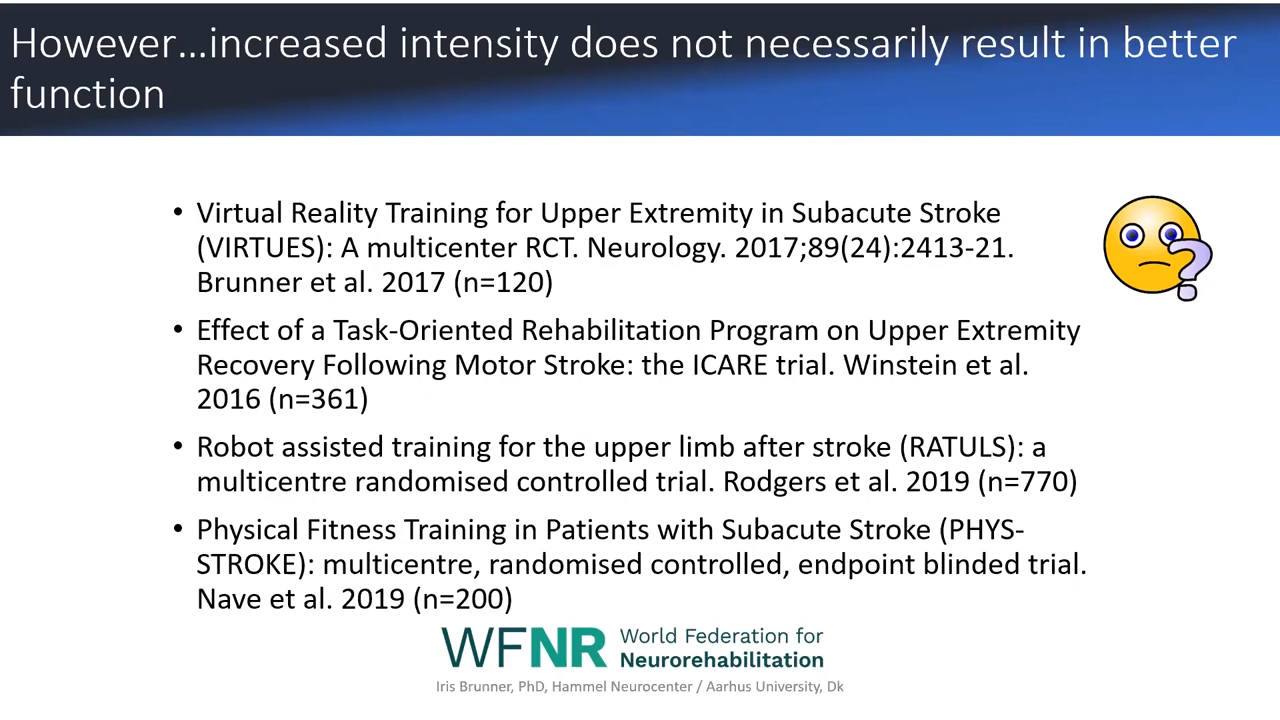 However…increased intensity does not necessarily result in better
function
• Virtual Reality Training for Upper Extremity in Subacute Stroke
(VIRTUES): A multicenter RCT. Neurology. 2017;89(24):2413-21.
Brunner et al. 2017 (n=120)
• Effect of a Task-Oriented Rehabilitation Program on Upper Extremity
Recovery Following Motor Stroke: the ICARE trial. Winstein et al.
2016 (n=361)
• Robot assisted training for the upper limb after stroke (RATULS): a
multicentre randomised controlled trial. Rodgers et al. 2019 (n=770)
• Physical Fitness Training in Patients with Subacute Stroke (PHYS-
STROKE): multicentre, randomised controlled, endpoint blinded trial.
Nave et al. 2019 (n=200)
WFNR World Federation for
Neurorehabilitation
Iris Brunner, PhD, Hammel Neurocenter / Aarhus University, Dk